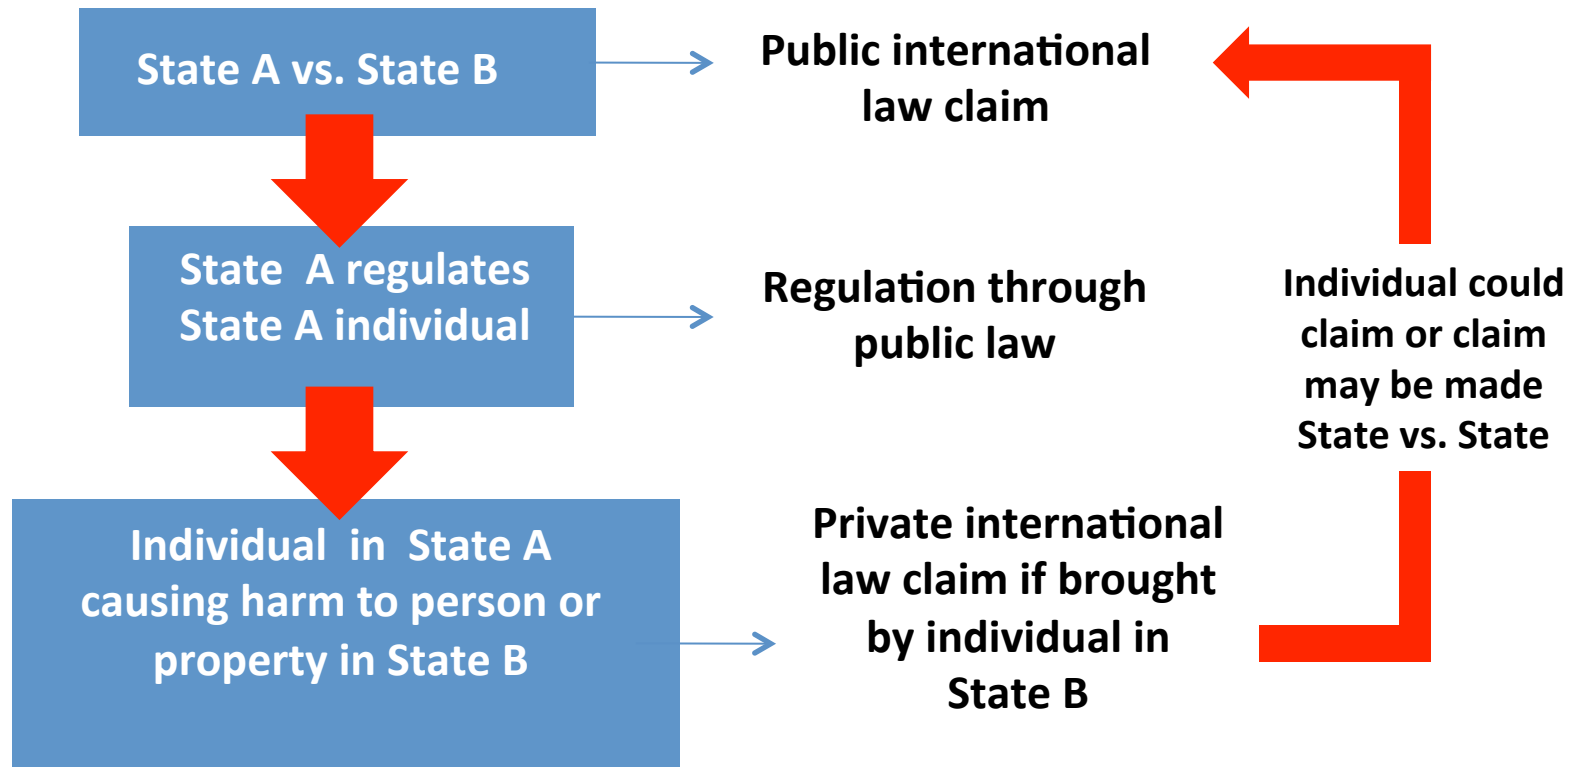 State A vs. State B
Public international
law claim
State A regulates
State A individual
Regulation through
public law
Individual could
claim or claim
may be made
State vs. State
Individual in State A
causing harm to person or
property in State B
Private international
law claim if brought
by individual in
State B